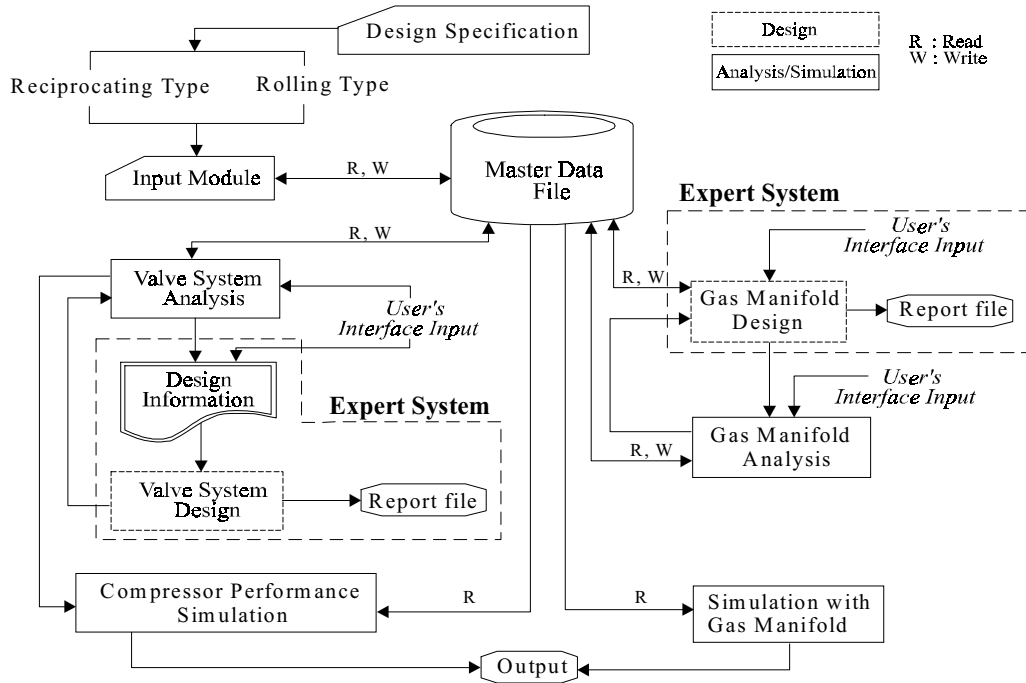 Design Specification
Design
Analysis/Simulation
R : Read
W : Write
Reciprocating Type
Rolling Type
Input Module
R, W
Master Data
File
Expert System
User's
Interface Input
R, W
Valve System
Analysis
User's
Interface Input
R, W
Gas Manifold
Design
Report file
Design
Information
Expert System
User's
Interface Input
Gas Manifold
Analysis
R, W
Valve System
Design
Report file
Compressor Performance
Simulation
R
R
Simulation with
Gas Manifold
Output